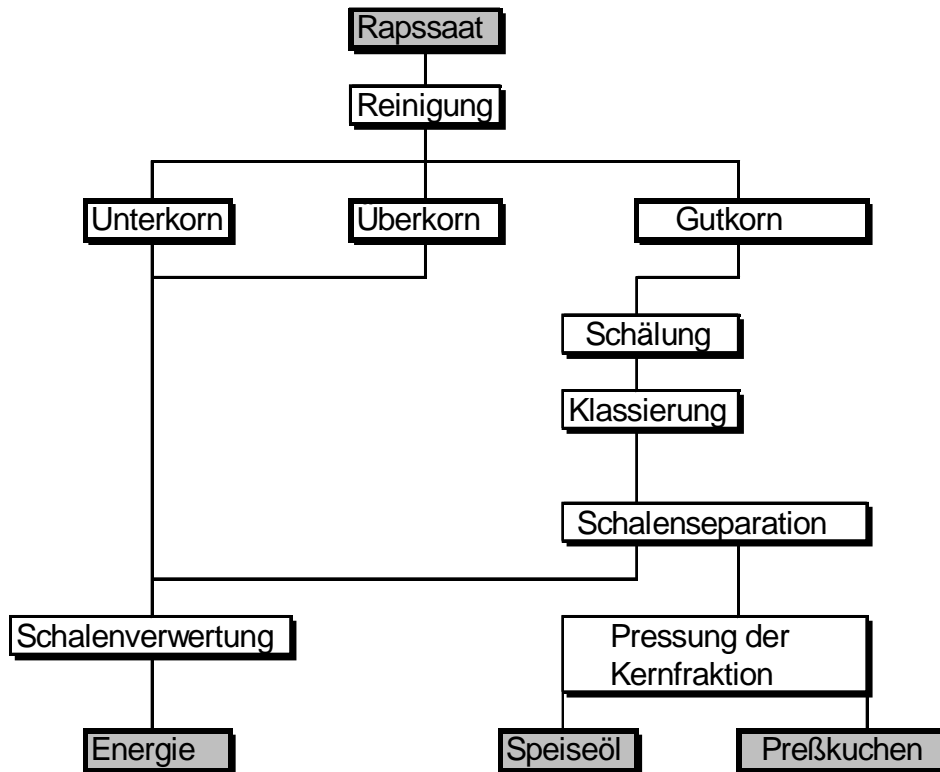 Rapssaat
Reinigung
Unterkorn
Überkorn
Gutkorn
Schälung
Klassierung
Schalenseparation
Schalenverwertung
Pressung der
Kernfraktion
Energie
Speiseöl
Preßkuchen